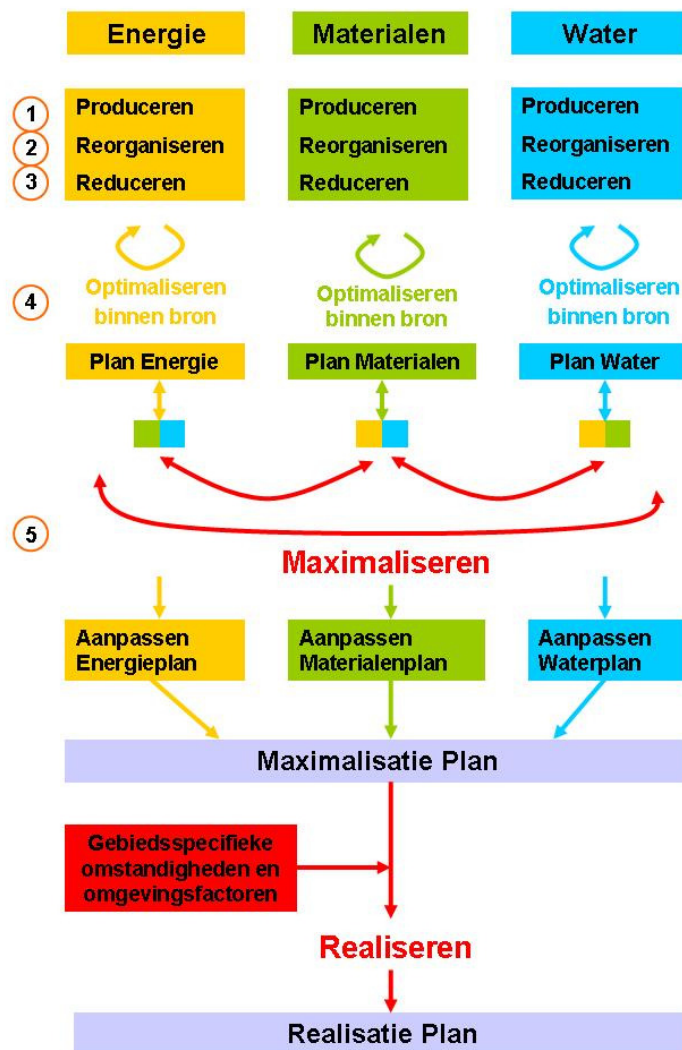 Energie
Materialen
Water
1
Produceren
Produceren
Produceren
2
Reorganiseren
Reorganiseren
Reorganiseren
3
Reduceren
Reduceren
Reduceren
4
Optimaliseren
binnen bron
Optimaliseren
binnen bron
Optimaliseren
binnen bron
Plan Energie
Plan Materialen
Plan Water
5
Maximaliseren
Aanpassen
Energieplan
Aanpassen
Materialenplan
Aanpassen
Waterplan
Maximalisatie Plan
Gebiedsspecifieke
omstandigheden en
omgevingsfactoren
Realiseren
Realisatie Plan